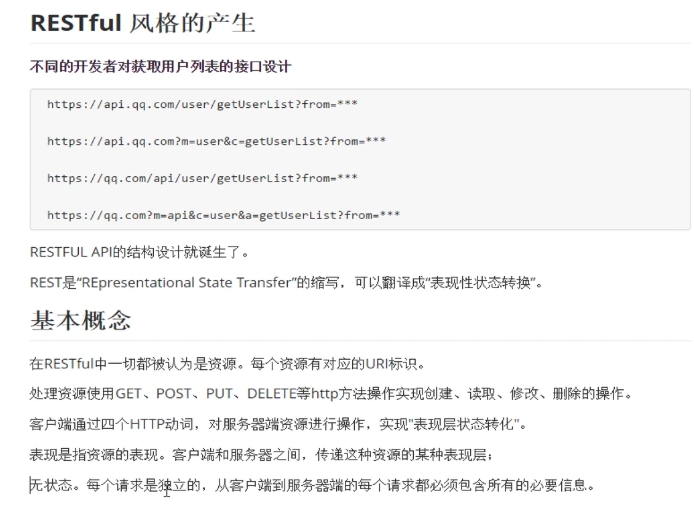 RESTful 风格的产生
不同的开发者对获取用户列表的接口设计
https://api.qq.com/user/getUserList?from=***
https://api.qq.com?m=user&c=getUserList?from=***
https://qq.com/api/user/getUserList?from=***
https://qq.com?m=api&c=user&a=getUserList?from=***
RESTFUL API的结构设计就诞生了。
REST是“REpresentational State Transfer”的缩写，可以翻译成“表现性状态转换”。
基本概念
在RESTful中一切都被认为是资源。每个资源有对应的URI标识。
处理资源使用GET、POST、PUT、DELETE等http方法操作实现创建、读取、修改、删除的操作。
客户端通过四个HTTP动词，对服务器端资源进行操作，实现"表现层状态转化"。
表现是指资源的表现。客户端和服务器之间，传递这种资源的某种表现层；
无状态。每个请求是独立的，从客户端到服务器端的每个请求都必须包含所有的必要信息。